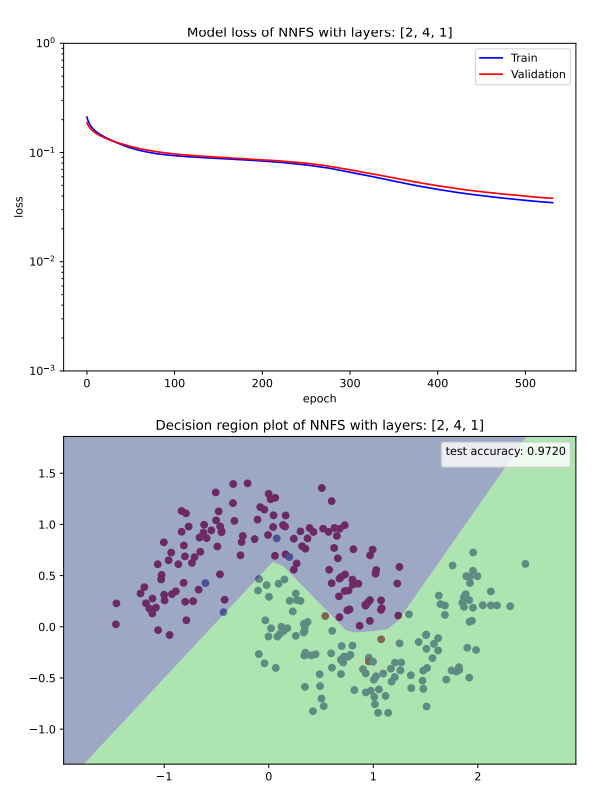 Model loss of NNFS with layers: [2, 4, 1]
10⁰
Train
Validation
10⁻¹
loss
10⁻²
10⁻³
0 100 200 300 400 500
epoch
Decision region plot of NNFS with layers: [2, 4, 1]
test accuracy: 0.9720
1.5
1.0
0.5
0.0
−0.5
−1.0
−1 0 1 2